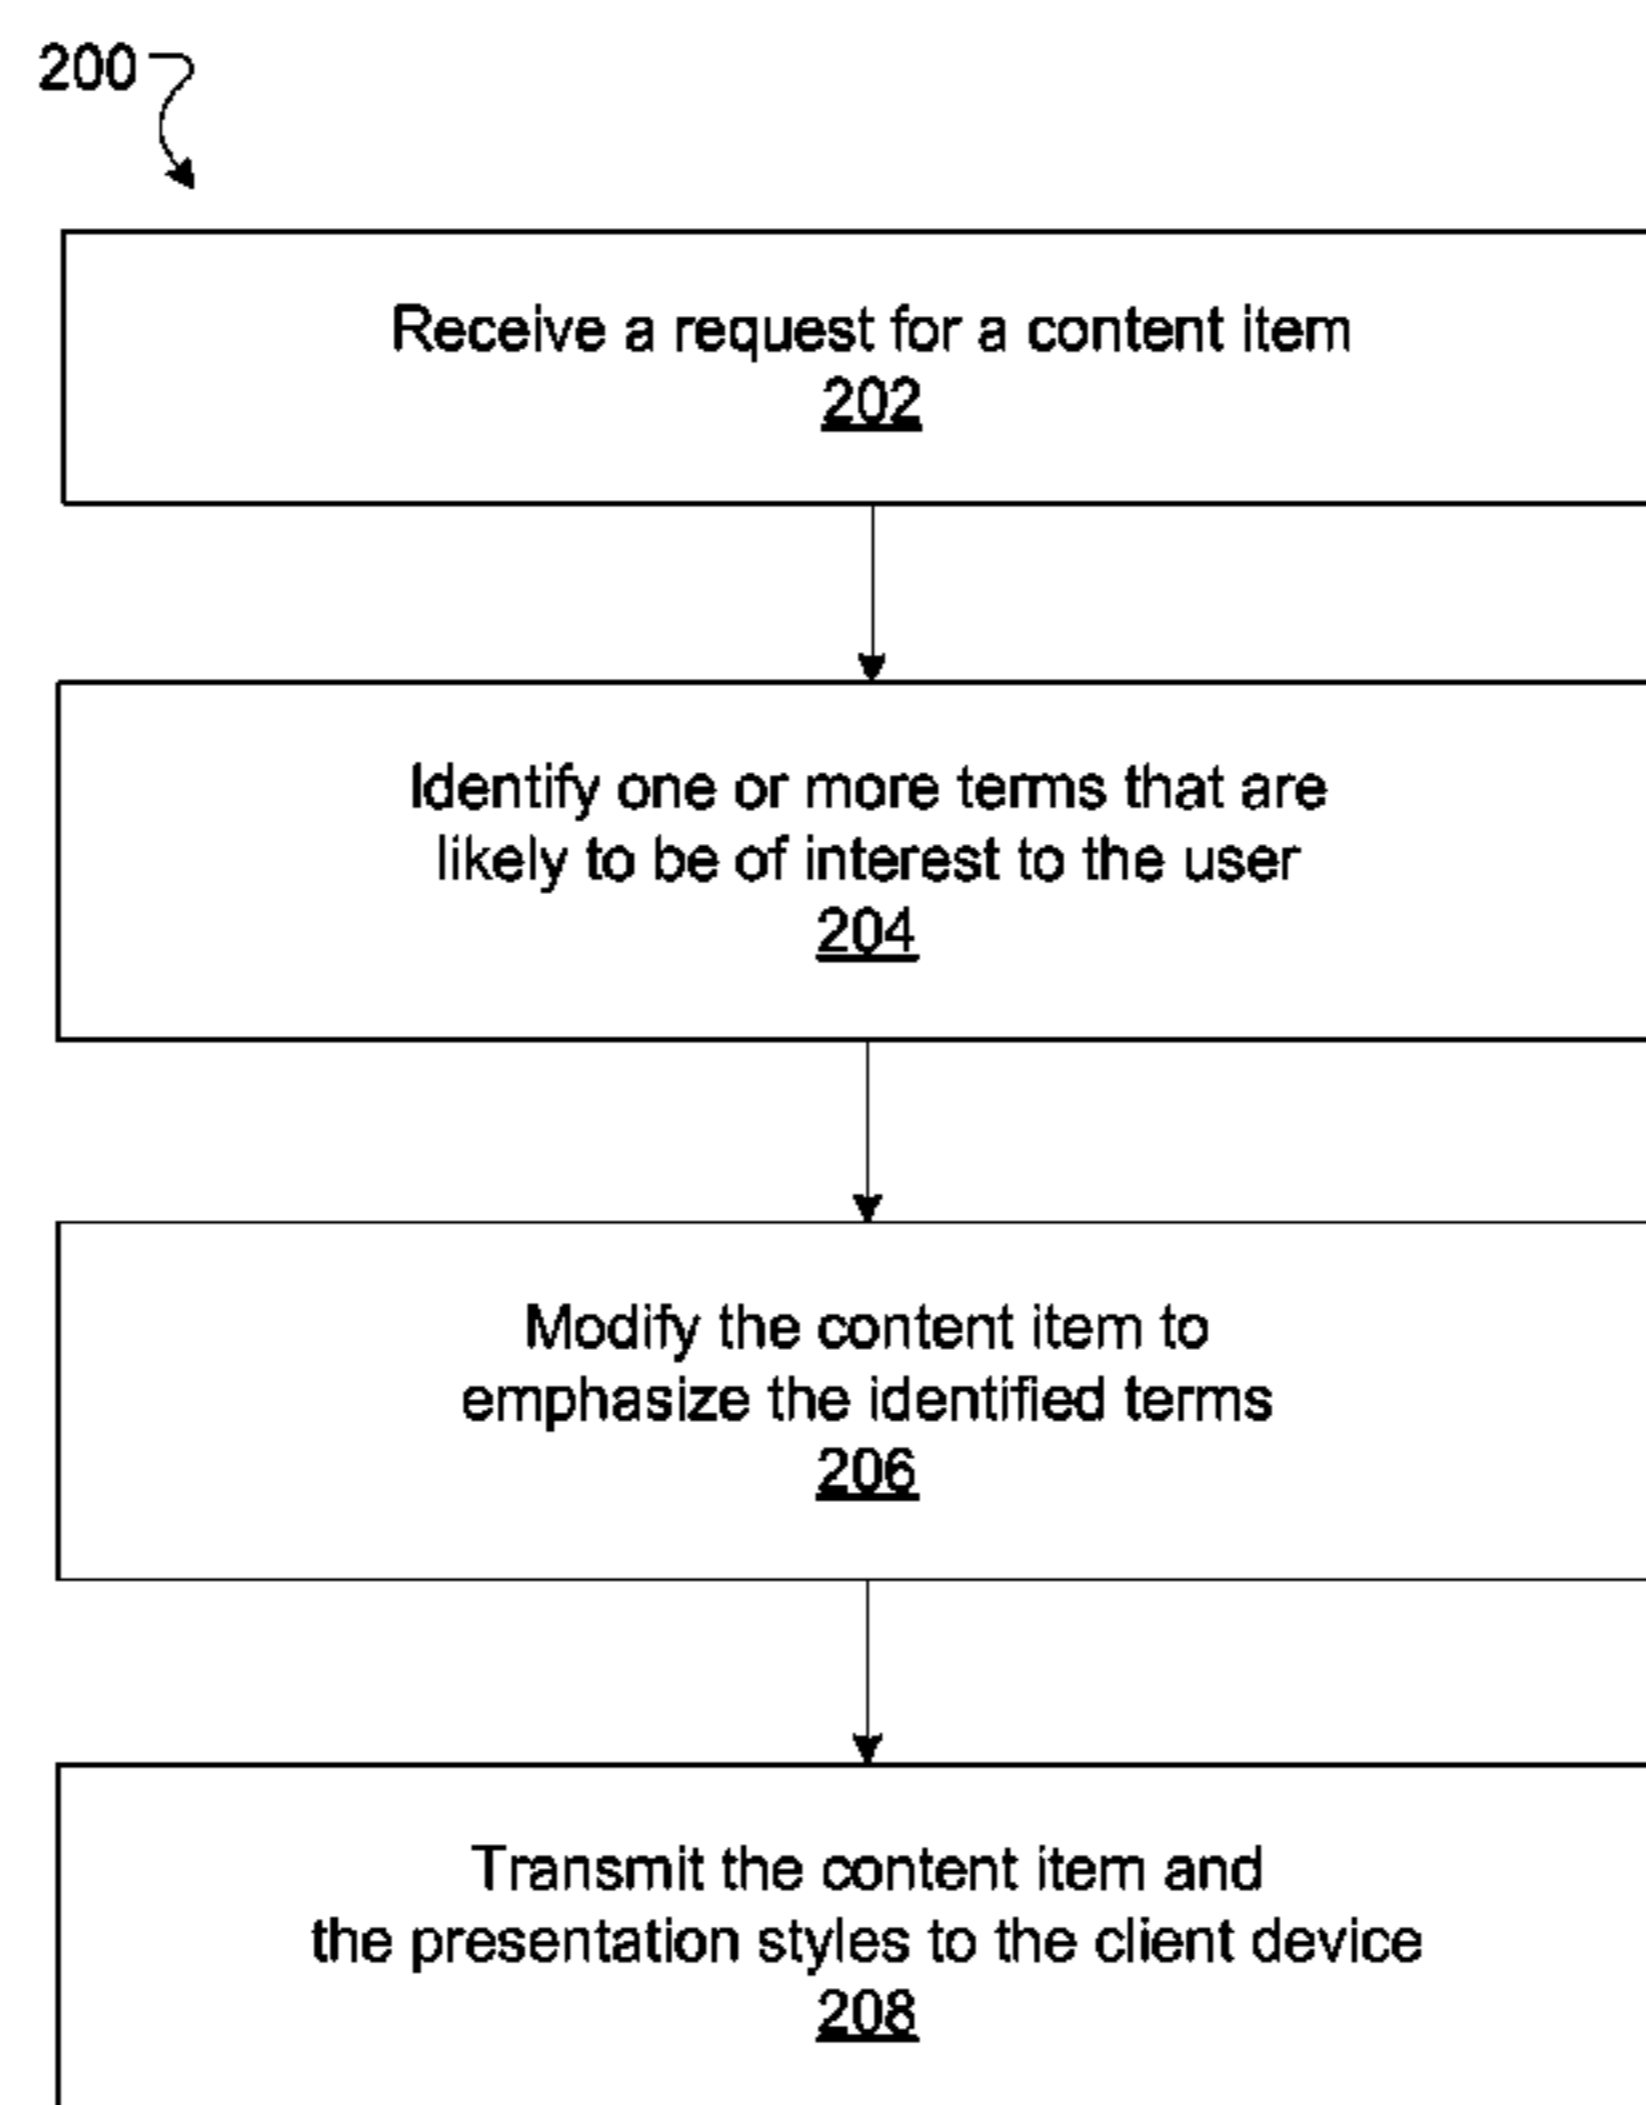 200
Receive a request for a content item
202
Identify one or more terms that are
likely to be of interest to the user
204
Modify the content item to
emphasize the identified terms
206
Transmit the content item and
the presentation styles to the client device
208